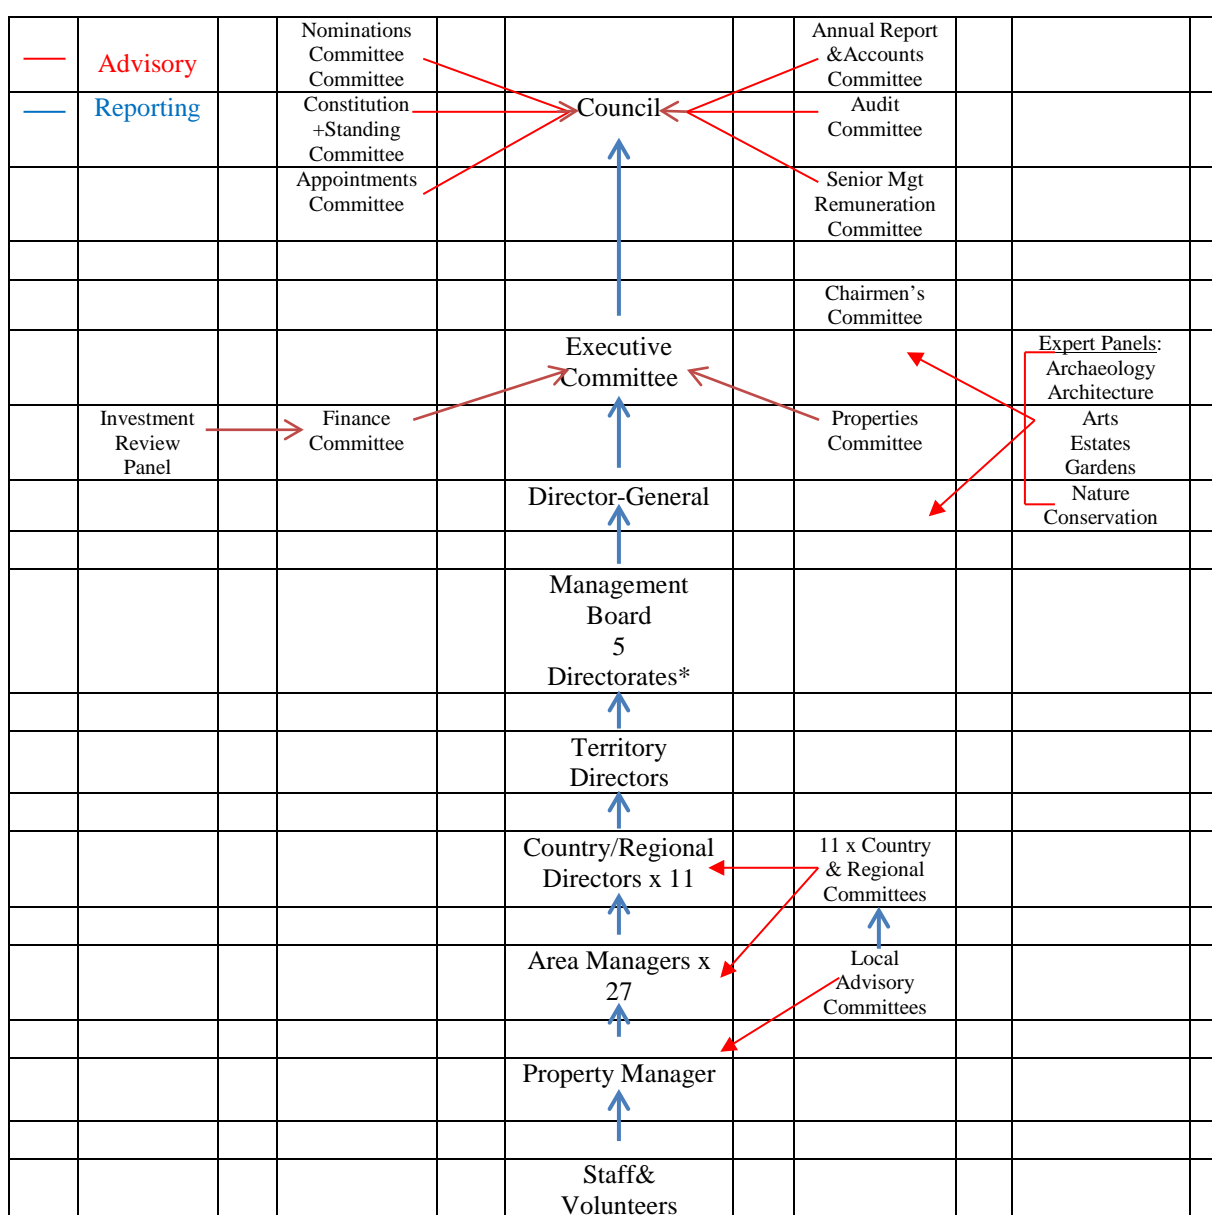 Advisory
Nominations
Committee
Committee
Annual Report
&Accounts
Committee
Reporting
Constitution
+Standing
Committee
Council
Audit
Committee
Appointments
Committee
Senior Mgt
Remuneration
Committee
Chairmen’s
Committee
Executive
Committee
Expert Panels:
Archaeology
Architecture
Investment
Review
Panel
Finance
Committee
Properties
Committee
Arts
Estates
Gardens
Director-General
Nature
Conservation
Management
Board
5
Directorates*
Territory
Directors
Country/Regional
Directors x 11
11 x Country
& Regional
Committees
Area Managers x
27
Local
Advisory
Committees
Property Manager
Staff&
Volunteers